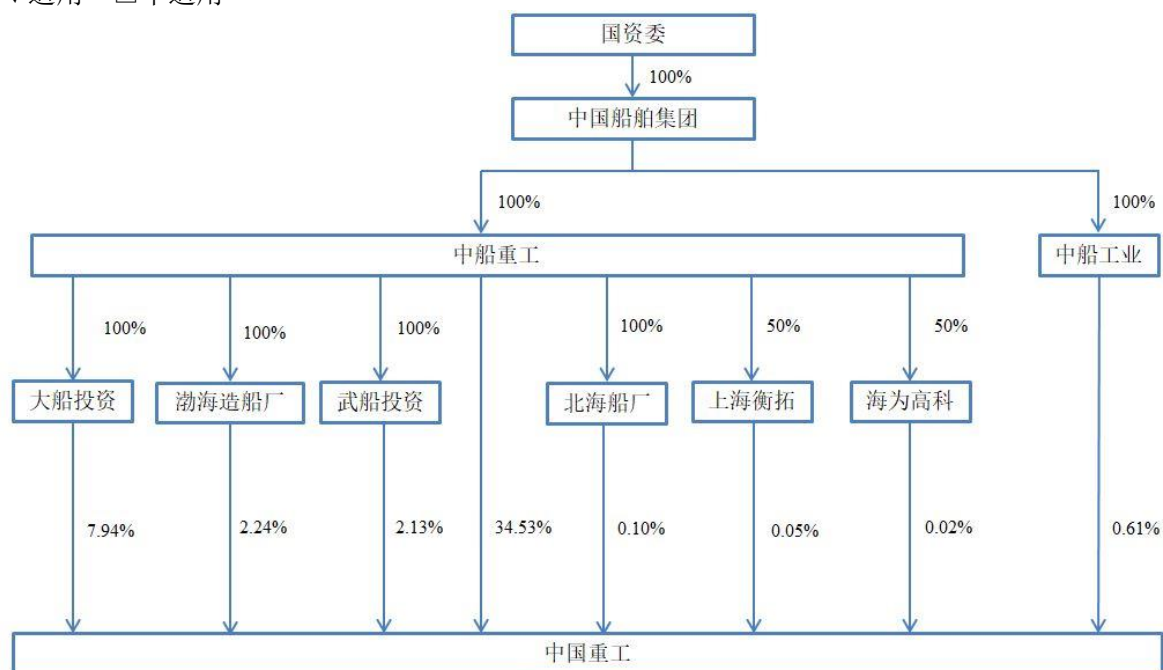 国资委
100%
中国船舶集团
100%
100%
中船重工
中船工业
100%
100%
100%
100%
50%
50%
大船投资
渤海造船厂
武船投资
北海船厂
上海衡拓
海为高科
7.94%
2.24%
2.13%
34.53%
0.10%
0.05%
0.02%
0.61%
中国重工